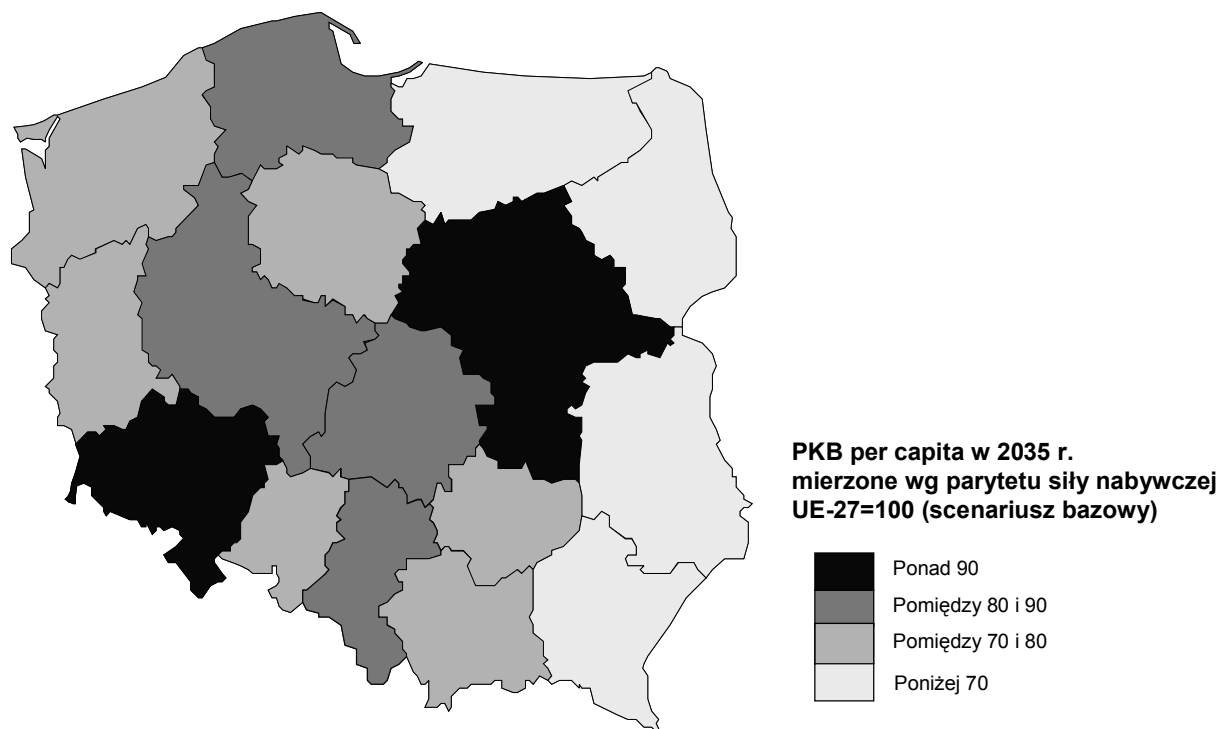 PKB per capita w 2035 r.
mierzone wg parytetu siły nabywczej
UE-27=100 (scenariusz bazowy)
Ponad 90
Pomiędzy 80 i 90
Pomiędzy 70 i 80
Poniżej 70